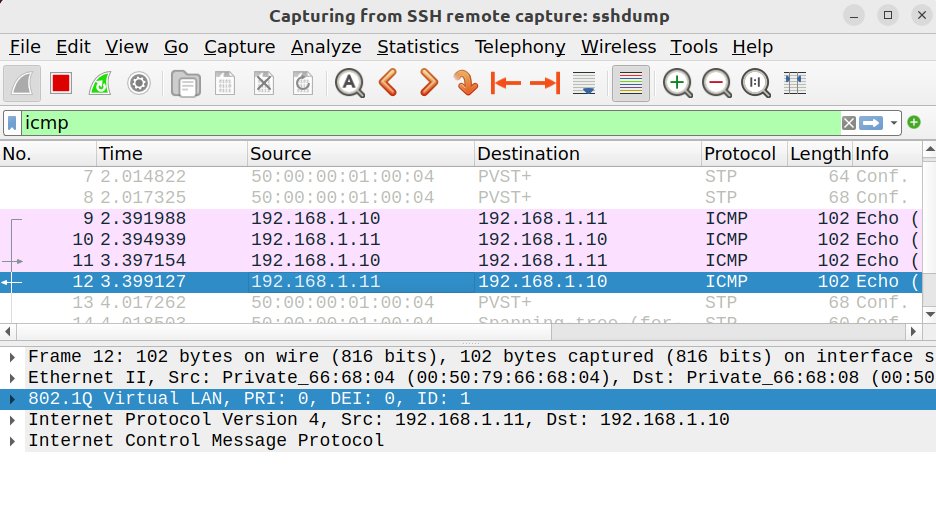 Capturing from SSH remote capture: sshdump
File Edit View Go Capture Analyze Statistics Telephony Wireless Tools Help
icmp
No. Time Source Destination Protocol Length Info
7 2.014822 50:00:00:01:00:04 PVST+ STP 64 Conf.
8 2.017325 50:00:00:01:00:04 PVST+ STP 68 Conf.
9 2.391988 192.168.1.10 192.168.1.11 ICMP 102 Echo (
10 2.394939 192.168.1.11 192.168.1.10 ICMP 102 Echo (
11 3.397154 192.168.1.10 192.168.1.11 ICMP 102 Echo (
12 3.399127 192.168.1.11 192.168.1.10 ICMP 102 Echo (
13 4.017262 50:00:00:01:00:04 PVST+ STP 68 Conf.
14 4.018503 50:00:00:01:00:04 Spanning-tree-(for- STP 60 Conf.
Frame 12: 102 bytes on wire (816 bits), 102 bytes captured (816 bits) on interface s
Ethernet II, Src: Private_66:68:04 (00:50:79:66:68:04), Dst: Private_66:68:08 (00:50
802.1Q Virtual LAN, PRI: 0, DEI: 0, ID: 1
Internet Protocol Version 4, Src: 192.168.1.11, Dst: 192.168.1.10
Internet Control Message Protocol